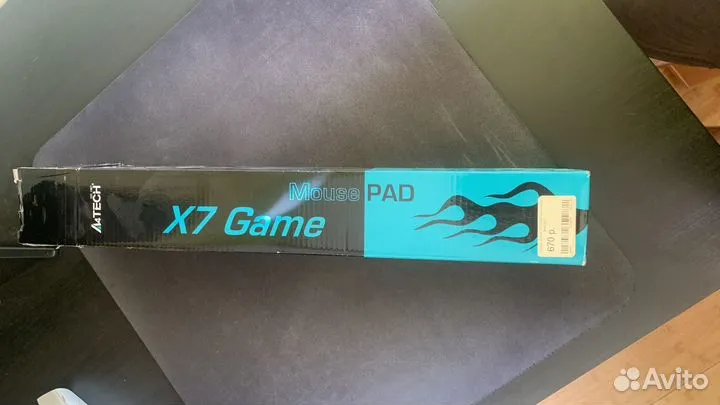 A4TECH
Mouse PAD
X7 Game
670 р.
Avito